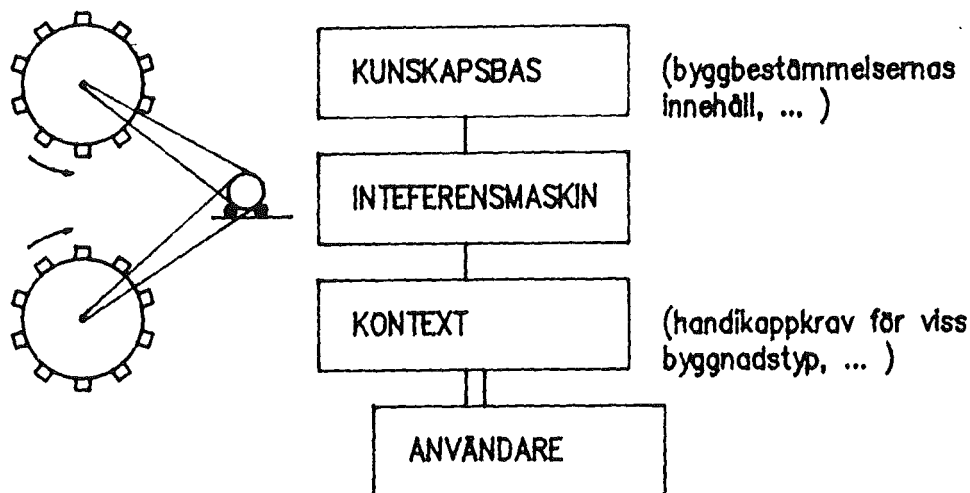 KUNSKAPSBAS
(byggbestämmelsernas
innehåll, ... )
INTEFERENSMASKIN
KONTEXT
(handikappkrav för viss
byggnadstyp, ... )
ANVÄNDARE